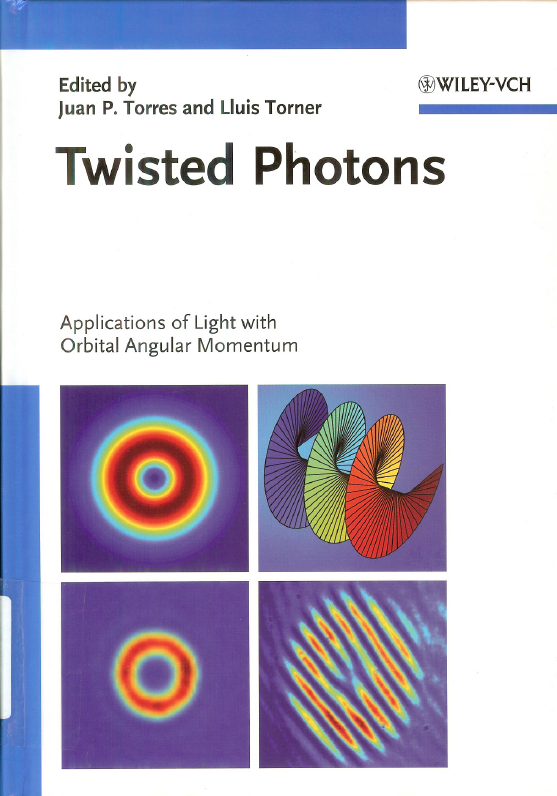 Edited by
Juan P. Torres and Lluis Torner
WILEY-VCH
Twisted Photons
Applications of Light with
Orbital Angular Momentum